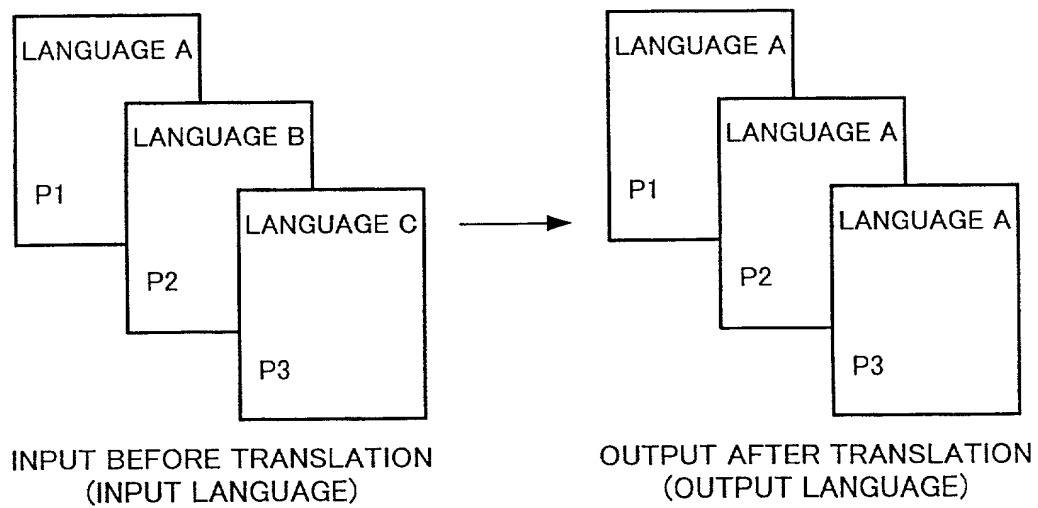 LANGUAGE A
P1
LANGUAGE B
P2
LANGUAGE C
P3
INPUT BEFORE TRANSLATION
(INPUT LANGUAGE)
LANGUAGE A
P1
LANGUAGE A
P2
LANGUAGE A
P3
OUTPUT AFTER TRANSLATION
(OUTPUT LANGUAGE)